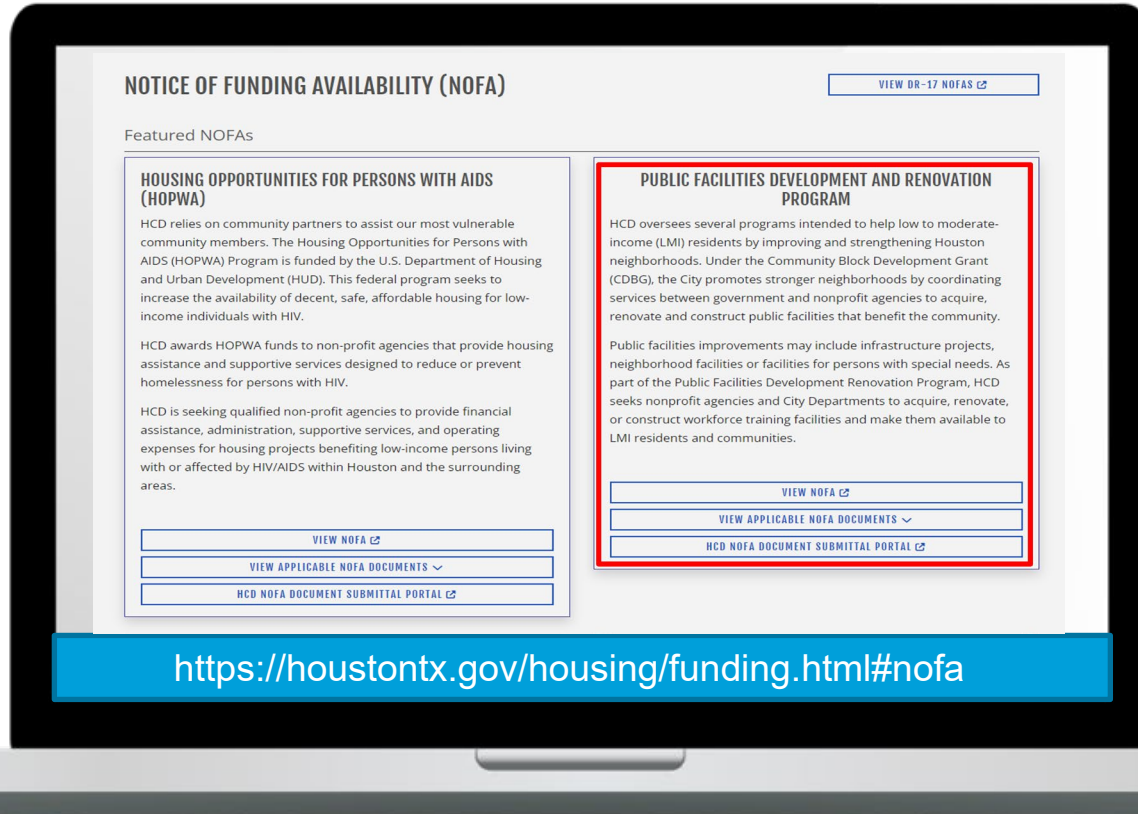 NOTICE OF FUNDING AVAILABILITY (NOFA)
VIEW DR-17 NOFAS
Featured NOFAs
HOUSING OPPORTUNITIES FOR PERSONS WITH AIDS
(HOPWA)
HCD relies on community partners to assist our most vulnerable
community members. The Housing Opportunities for Persons with
AIDS (HOPWA) Program is funded by the U.S. Department of Housing
and Urban Development (HUD). This federal program seeks to
increase the availability of decent, safe, affordable housing for low-
income individuals with HIV.
HCD awards HOPWA funds to non-profit agencies that provide housing
assistance and supportive services designed to reduce or prevent
homelessness for persons with HIV.
HCD is seeking qualified non-profit agencies to provide financial
assistance, administration, supportive services, and operating
expenses for housing projects benefiting low-income persons living
with or affected by HIV/AIDS within Houston and the surrounding
areas.
VIEW NOFA
VIEW APPLICABLE NOFA DOCUMENTS
HCD NOFA DOCUMENT SUBMITTAL PORTAL
PUBLIC FACILITIES DEVELOPMENT AND RENOVATION
PROGRAM
HCD oversees several programs intended to help low to moderate-
income (LMI) residents by improving and strengthening Houston
neighborhoods. Under the Community Block Development Grant
(CDBG), the City promotes stronger neighborhoods by coordinating
services between government and nonprofit agencies to acquire,
renovate and construct public facilities that benefit the community.
Public facilities improvements may include infrastructure projects,
neighborhood facilities or facilities for persons with special needs. As
part of the Public Facilities Development Renovation Program, HCD
seeks nonprofit agencies and City Departments to acquire, renovate,
or construct workforce training facilities and make them available to
LMI residents and communities.
VIEW NOFA
VIEW APPLICABLE NOFA DOCUMENTS
HCD NOFA DOCUMENT SUBMITTAL PORTAL
https://houstontx.gov/housing/funding.html#nofa